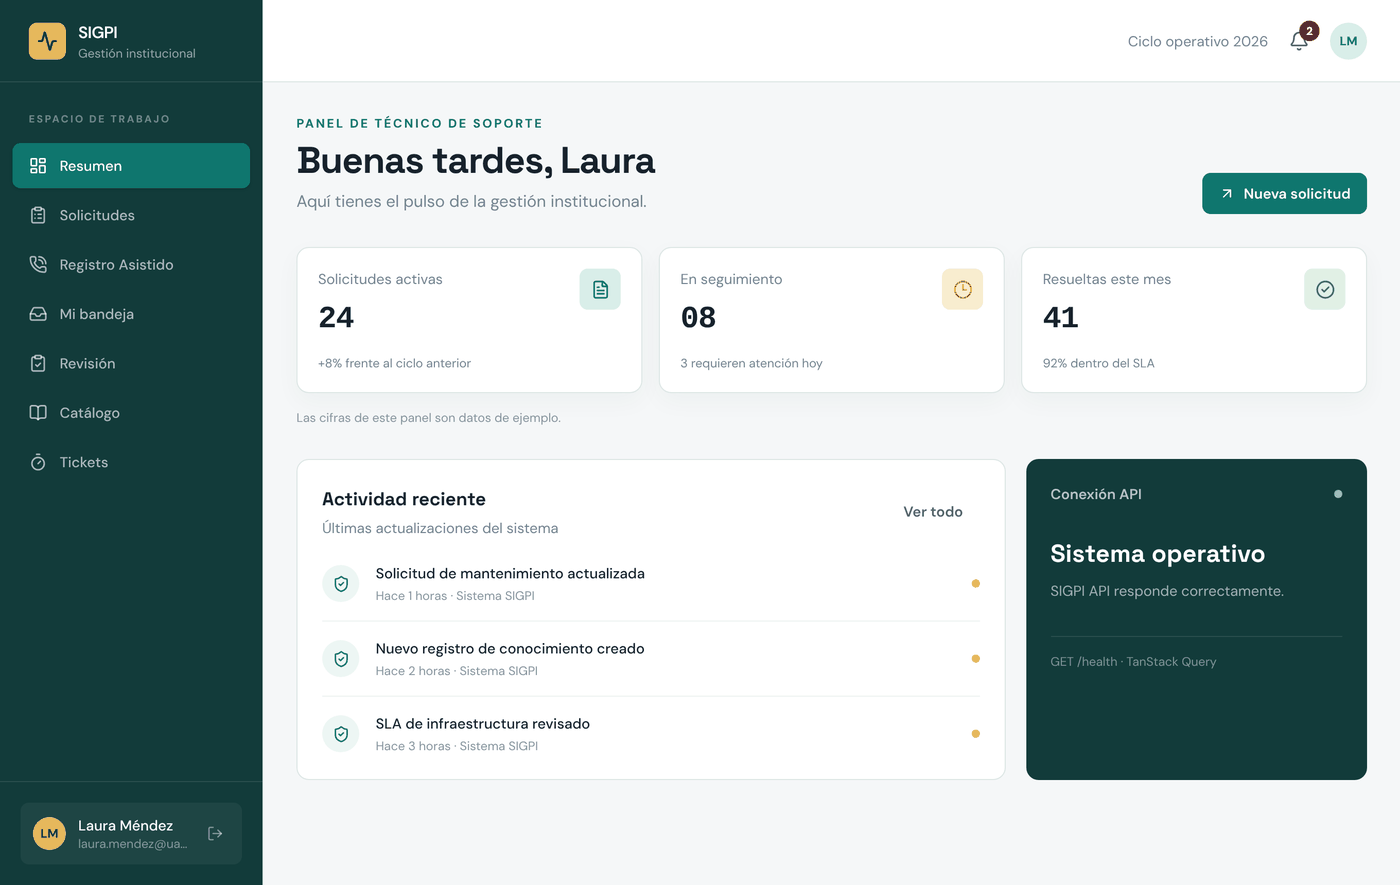 SIGPI
Gestión institucional
ESPACIO DE TRABAJO
Resumen
Solicitudes
Registro Asistido
Mi bandeja
Revisión
Catálogo
Tickets
LM
Laura Méndez
laura.mendez@ua...
Ciclo operativo 2026
2
LM
PANEL DE TÉCNICO DE SOPORTE
Buenas tardes, Laura
Aquí tienes el pulso de la gestión institucional.
Nueva solicitud
Solicitudes activas
24
+8% frente al ciclo anterior
En seguimiento
08
3 requieren atención hoy
Resueltas este mes
41
92% dentro del SLA
Las cifras de este panel son datos de ejemplo.
Actividad reciente
Últimas actualizaciones del sistema
Ver todo
Solicitud de mantenimiento actualizada
Hace 1 horas · Sistema SIGPI
Nuevo registro de conocimiento creado
Hace 2 horas · Sistema SIGPI
SLA de infraestructura revisado
Hace 3 horas · Sistema SIGPI
Conexión API
Sistema operativo
SIGPI API responde correctamente.
GET /health · TanStack Query